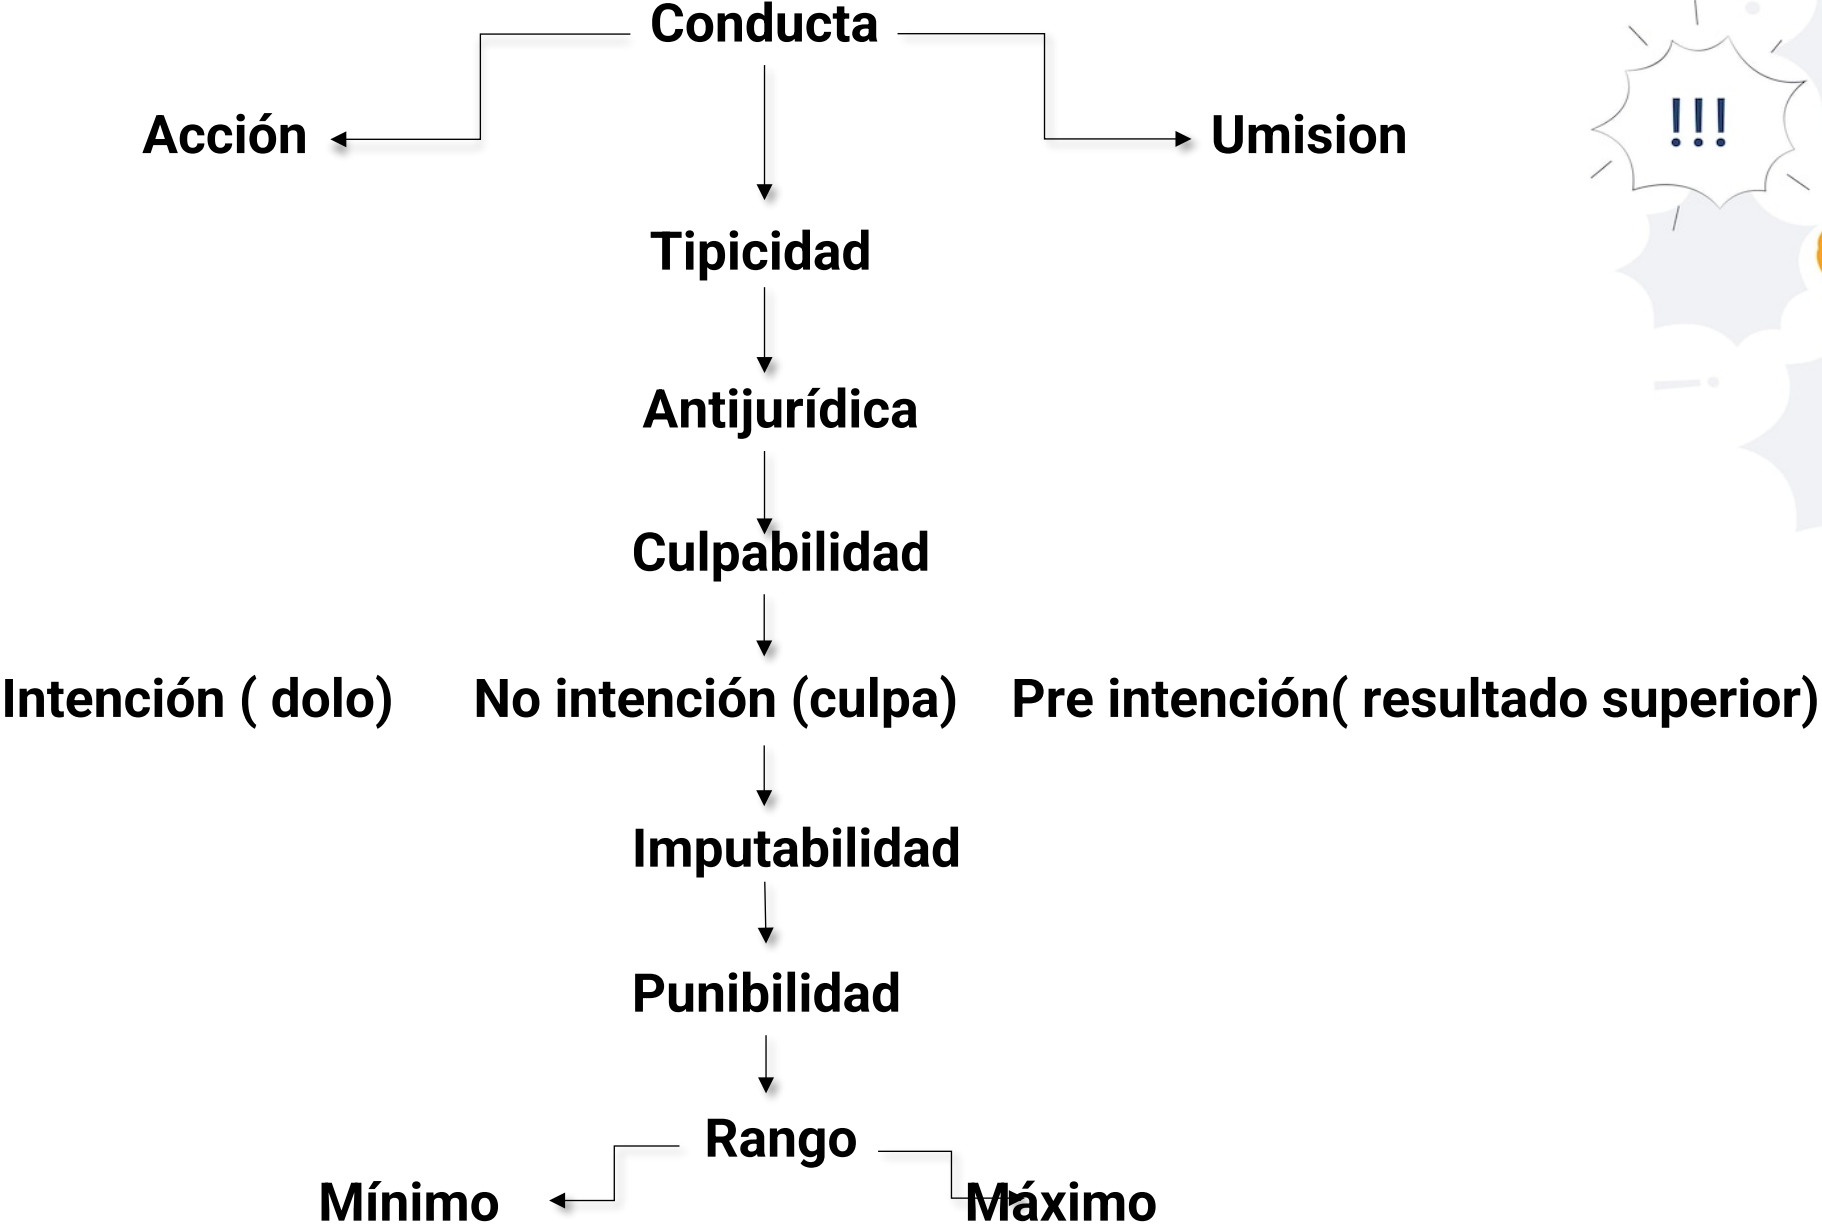 Conducta
Acción
Umision
!!!
Tipicidad
Antijurídica
Culpabilidad
Intención ( dolo) No intención (culpa) Pre intención( resultado superior)
Imputabilidad
Punibilidad
Rango
Mínimo
Máximo